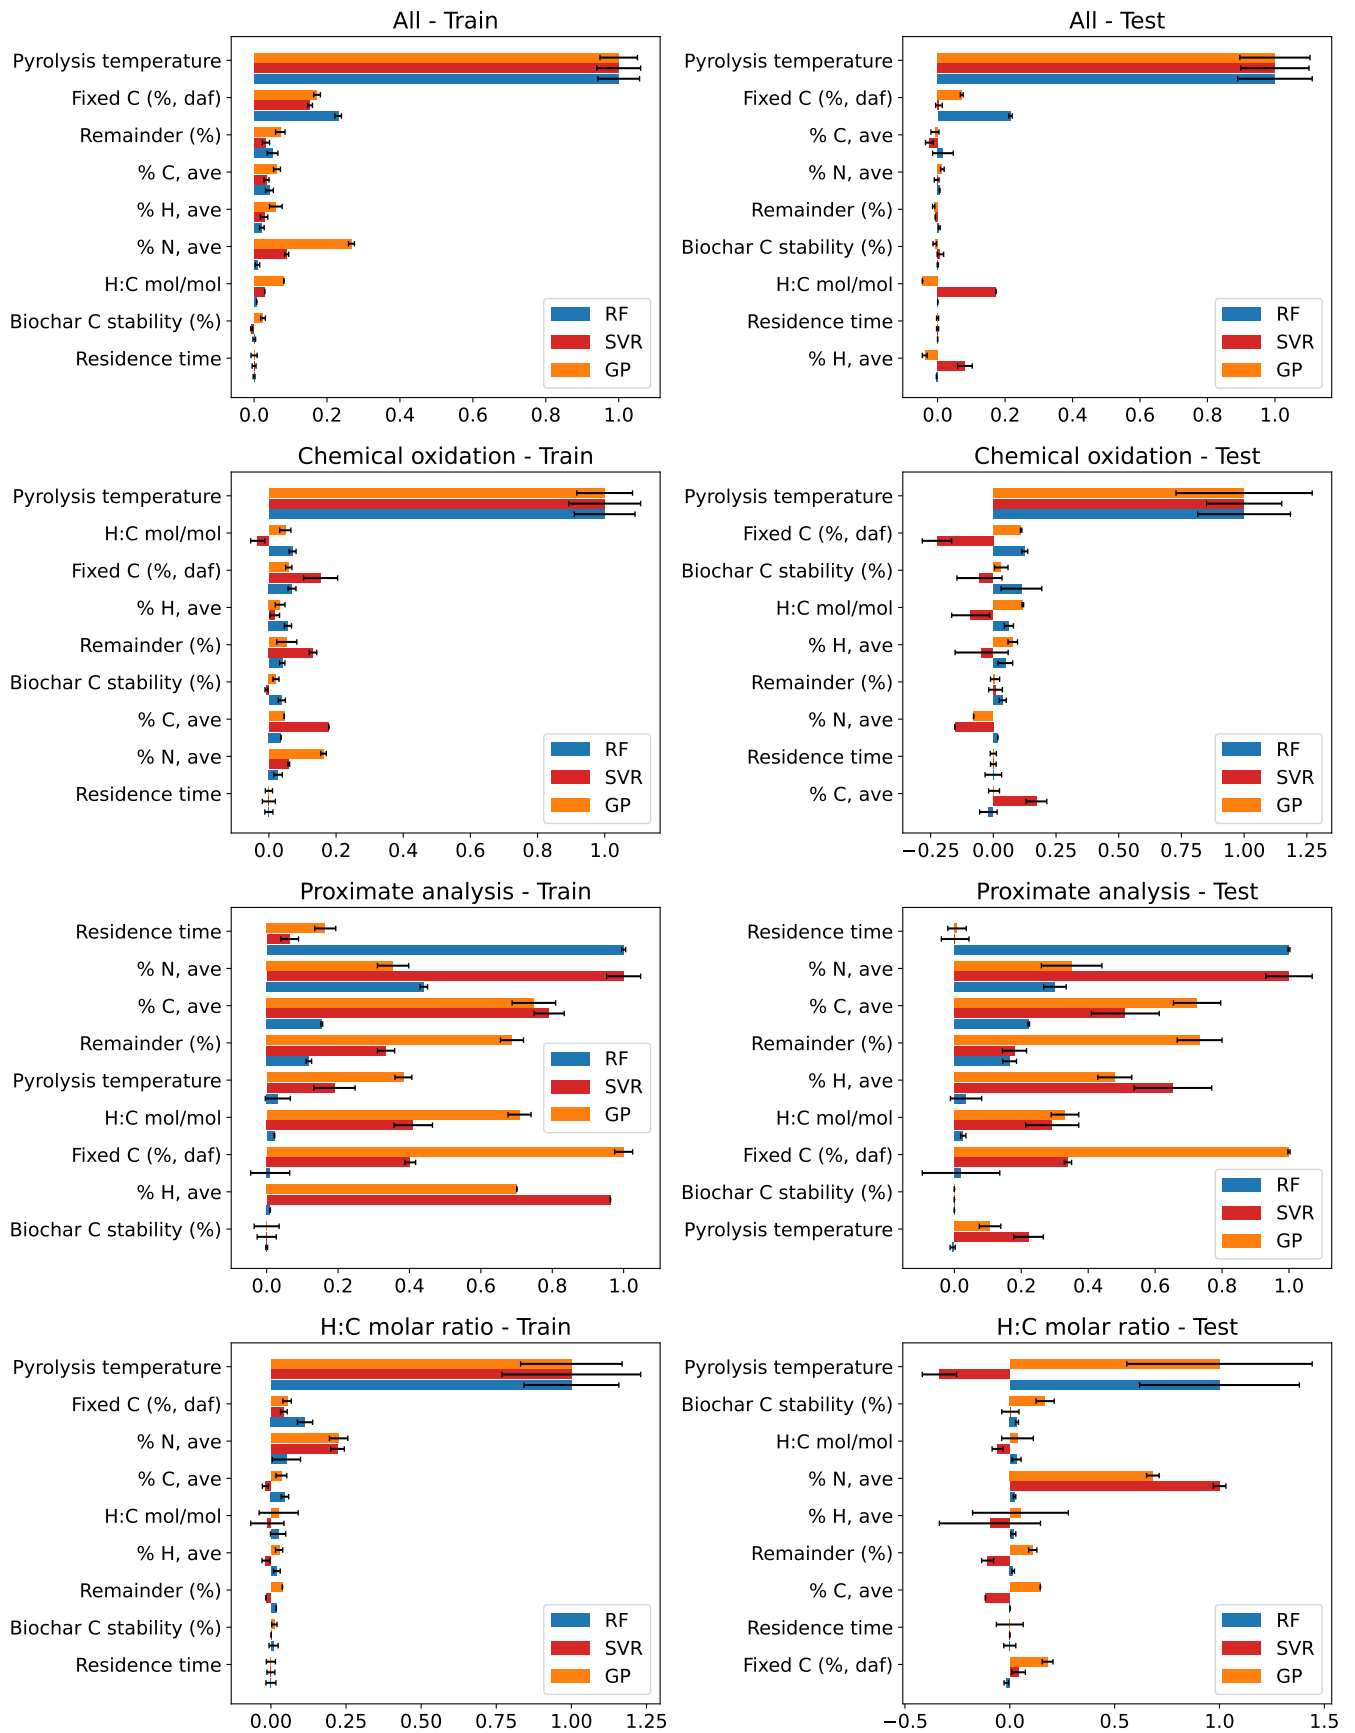 All - Train
Pyrolysis temperature
Fixed C (%, daf)
Remainder (%)
% C, ave
% H, ave
% N, ave
H:C mol/mol
Biochar C stability (%)
Residence time
RF
SVR
GP
0.0 0.2 0.4 0.6 0.8 1.0
All - Test
Pyrolysis temperature
Fixed C (%, daf)
% C, ave
% N, ave
Remainder (%)
Biochar C stability (%)
H:C mol/mol
Residence time
% H, ave
RF
SVR
GP
0.0 0.2 0.4 0.6 0.8 1.0
Chemical oxidation - Train
Pyrolysis temperature
H:C mol/mol
Fixed C (%, daf)
% H, ave
Remainder (%)
Biochar C stability (%)
% C, ave
% N, ave
Residence time
RF
SVR
GP
0.0 0.2 0.4 0.6 0.8 1.0
Chemical oxidation - Test
Pyrolysis temperature
Fixed C (%, daf)
Biochar C stability (%)
H:C mol/mol
% H, ave
Remainder (%)
% N, ave
Residence time
% C, ave
RF
SVR
GP
−0.25 0.00 0.25 0.50 0.75 1.00 1.25
Proximate analysis - Train
Residence time
% N, ave
% C, ave
Remainder (%)
Pyrolysis temperature
H:C mol/mol
Fixed C (%, daf)
% H, ave
Biochar C stability (%)
RF
SVR
GP
0.0 0.2 0.4 0.6 0.8 1.0
Proximate analysis - Test
Residence time
% N, ave
% C, ave
Remainder (%)
% H, ave
H:C mol/mol
Fixed C (%, daf)
Biochar C stability (%)
Pyrolysis temperature
RF
SVR
GP
0.0 0.2 0.4 0.6 0.8 1.0
H:C molar ratio - Train
Pyrolysis temperature
Fixed C (%, daf)
% N, ave
% C, ave
H:C mol/mol
% H, ave
Remainder (%)
Biochar C stability (%)
Residence time
RF
SVR
GP
0.00 0.25 0.50 0.75 1.00 1.25
H:C molar ratio - Test
Pyrolysis temperature
Biochar C stability (%)
H:C mol/mol
% N, ave
% H, ave
Remainder (%)
% C, ave
Residence time
Fixed C (%, daf)
RF
SVR
GP
−0.5 0.0 0.5 1.0 1.5